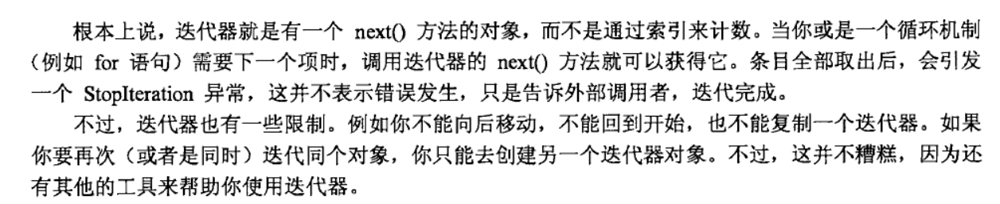 根本上说，迭代器就是有一个 next() 方法的对象，而不是通过索引来计数。当你或是一个循环机制
（例如 for 语句）需要下一个项时，调用迭代器的 next() 方法就可以获得它。条目全部取出后，会引发
一个 StopIteration 异常，这并不表示错误发生，只是告诉外部调用者，迭代完成。
不过，迭代器也有一些限制。例如你不能向后移动，不能回到开始，也不能复制一个迭代器。如果
你要再次（或者是同时）迭代同个对象，你只能去创建另一个迭代器对象。不过，这并不糟糕，因为还
有其他的工具来帮助你使用迭代器。